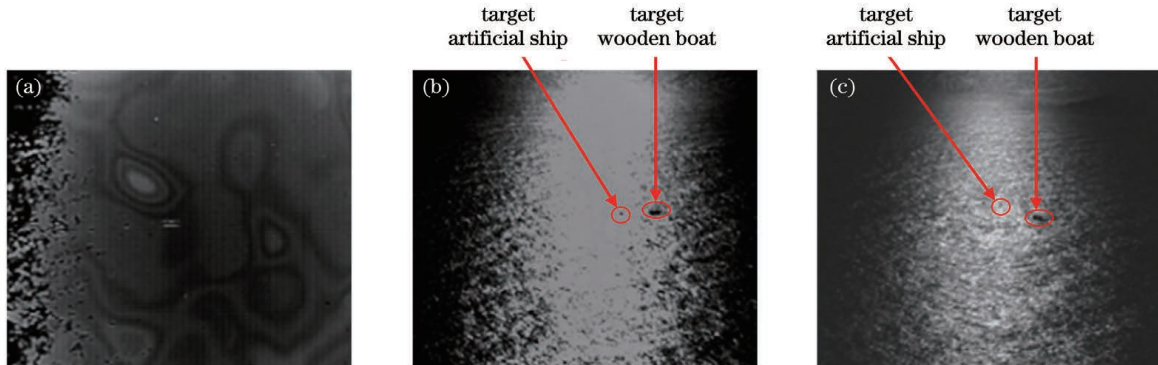 target
artificial ship
target
wooden boat
target
artificial ship
target
wooden boat
(a)
(b)
(c)